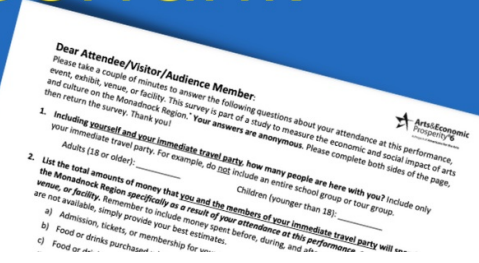 Dear Attendee/Visitor/Audience Member:
Please take a couple of minutes to answer the following questions about your attendance at this performance,
event, exhibit, venue, or facility. This survey is part of a study to measure the economic and social impact of arts
and culture on the Monadnock Region.* Your answers are anonymous. Please complete both sides of the page,
then return the survey. Thank you!
Arts&Economic
Prosperity 6
1. Including yourself and your immediate travel party, how many people are here with you? Include only
your immediate travel party. For example, do not include an entire school group or tour group.
Adults (18 or older):
Children (younger than 18):
2. List the total amounts of money that you and the members of your immediate travel party will
the Monadnock Region specifically as a result of your attendance at this performance
venue, or facility. Remember to include money spent before, during, and
are not available, simply provide your best estimates.
a) Admission, tickets, or membership for
b) Food or drinks purchased
c) Food or